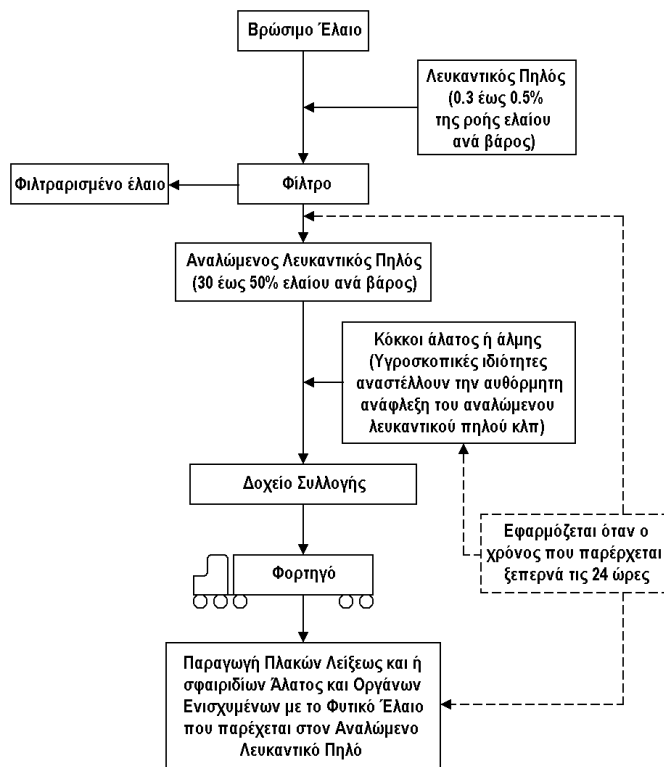 Βρώσιμο Έλαιο
Λευκαντικός Πηλός
(0.3 έως 0.5%
της ροής ελαίου
ανά βάρος)
Φιλτραρισμένο έλαιο
Φίλτρο
Αναλώμενος Λευκαντικός Πηλός
(30 έως 50% ελαίου ανά βάρος)
Κόκκοι άλατος ή άλμης
(Υγροσκοπικές ιδιότητες
αναστέλλουν την αυθόρμητη
ανάφλεξη του αναλώμενου
λευκαντικού πηλού κλπ)
Δοχείο Συλλογής
Εφαρμόζεται όταν ο
χρόνος που παρέρχεται
ξεπερνά τις 24 ώρες
Φορτηγό
Παραγωγή Πλακών Λείξεως και ή
σφαιριδίων Άλατος και Οργάνων
Ενισχυμένων με το Φυτικό Έλαιο
που παρέχεται στον Αναλώμενο
Λευκαντικό Πηλό